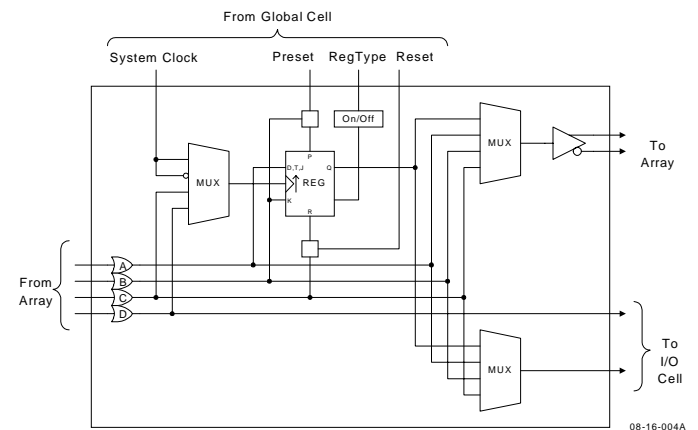 From Global Cell
System Clock
Preset
RegType
Reset
On/Off
P
D,T,J
Q
REG
K
R
MUX
MUX
To
Array
From
Array
A
B
C
D
MUX
To
I/O
Cell
08-16-004A